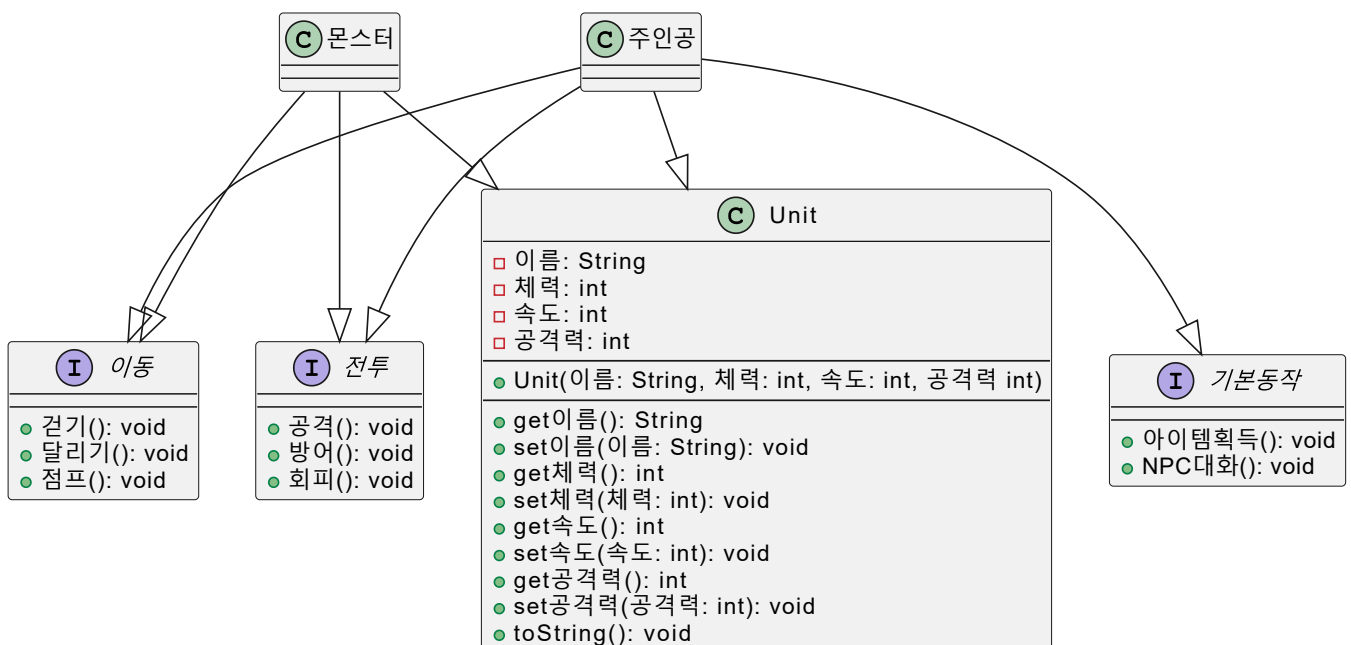 C 몬스터
C 주인공
C Unit
이름: String
체력: int
속도: int
공격력: int
Unit(이름: String, 체력: int, 속도: int, 공격력 int)
get이름(): String
set이름(이름: String): void
get체력(): int
set체력(체력: int): void
get속도(): int
set속도(속도: int): void
get공격력(): int
set공격력(공격력: int): void
toString(): void
I 이동
걷기(): void
달리기(): void
점프(): void
I 전투
공격(): void
방어(): void
회피(): void
I 기본동작
아이템획득(): void
NPC대화(): void